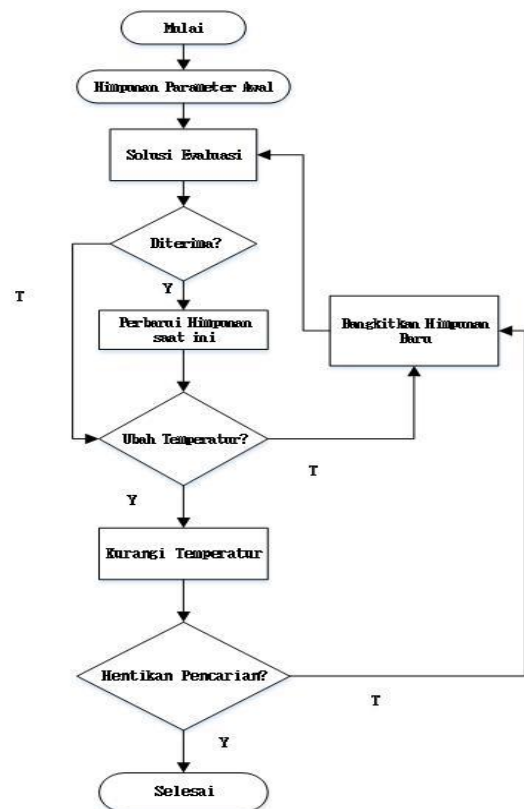 Mulai
Himpunan Parameter Awal
Solusi Evaluasi
Diterima?
T
Y
Perbarui Himpunan
saat ini
Bangkitkan Himpunan
Baru
Ubah Temperatur?
T
Y
Kurangi Temperatur
Hentikan Pencarian?
T
Y
Selesai